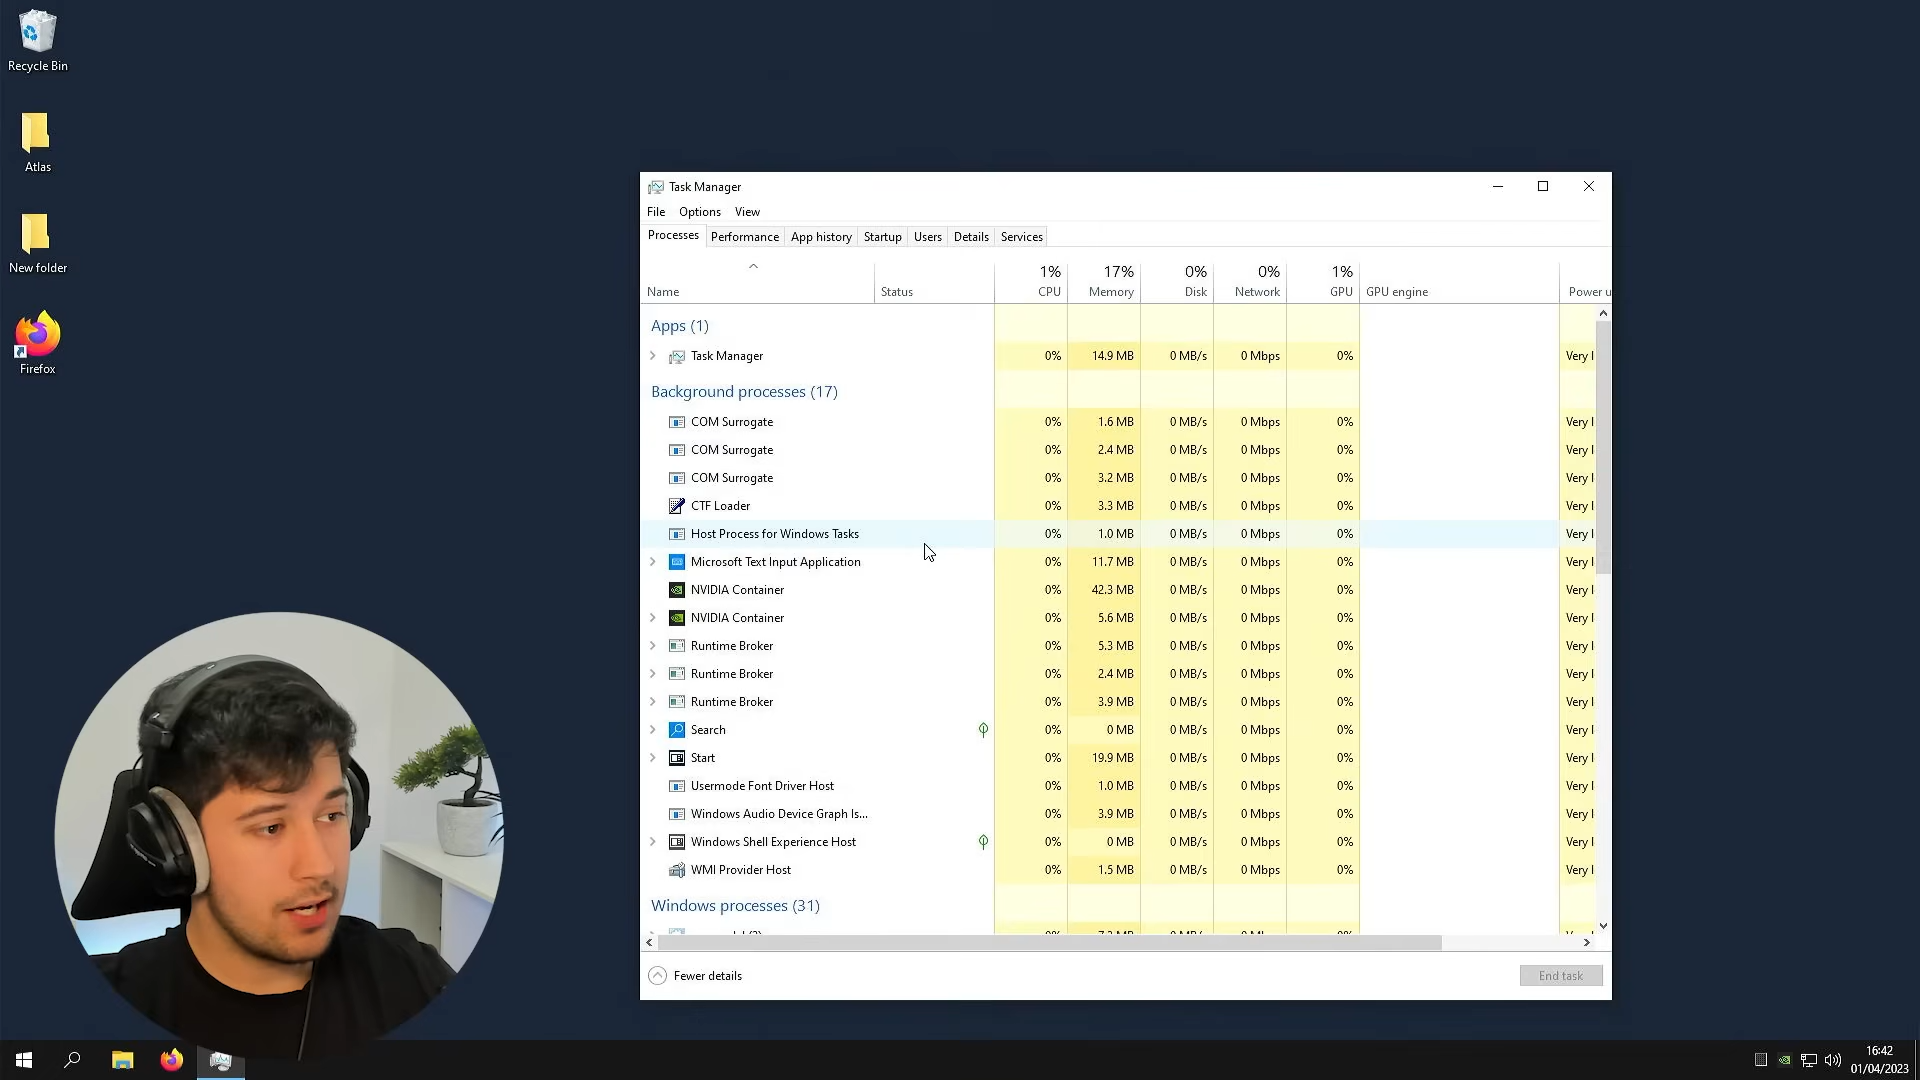 Recycle Bin
Atlas
New folder
Firefox
Task Manager
File Options View
Processes Performance App history Startup Users Details Services
1% 17% 0% 0% 1%
Name Status CPU Memory Disk Network GPU GPU engine Power u
Apps (1)
Task Manager 0% 14.9 MB 0 MB/s 0 Mbps 0% Very l
Background processes (17)
COM Surrogate 0% 1.6 MB 0 MB/s 0 Mbps 0% Very l
COM Surrogate 0% 2.4 MB 0 MB/s 0 Mbps 0% Very l
COM Surrogate 0% 3.2 MB 0 MB/s 0 Mbps 0% Very l
CTF Loader 0% 3.3 MB 0 MB/s 0 Mbps 0% Very l
Host Process for Windows Tasks 0% 1.0 MB 0 MB/s 0 Mbps 0% Very l
Microsoft Text Input Application 0% 11.7 MB 0 MB/s 0 Mbps 0% Very l
NVIDIA Container 0% 42.3 MB 0 MB/s 0 Mbps 0% Very l
NVIDIA Container 0% 5.6 MB 0 MB/s 0 Mbps 0% Very l
Runtime Broker 0% 5.3 MB 0 MB/s 0 Mbps 0% Very l
Runtime Broker 0% 2.4 MB 0 MB/s 0 Mbps 0% Very l
Runtime Broker 0% 3.9 MB 0 MB/s 0 Mbps 0% Very l
Search 0% 0 MB 0 MB/s 0 Mbps 0% Very l
Start 0% 19.9 MB 0 MB/s 0 Mbps 0% Very l
Usermode Font Driver Host 0% 1.0 MB 0 MB/s 0 Mbps 0% Very l
Windows Audio Device Graph Is... 0% 3.9 MB 0 MB/s 0 Mbps 0% Very l
Windows Shell Experience Host 0% 0 MB 0 MB/s 0 Mbps 0% Very l
WMI Provider Host 0% 1.5 MB 0 MB/s 0 Mbps 0% Very l
Windows processes (31)
Fewer details
End task
16:42
01/04/2023